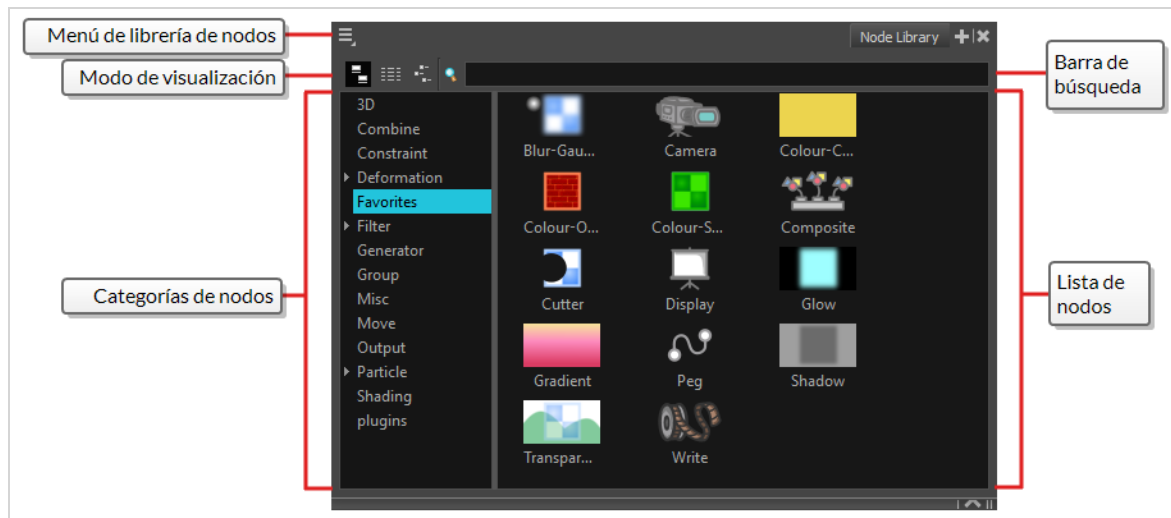 Menú de librería de nodos
Node Library
Modo de visualización
Barra de
búsqueda
Categorías de nodos
3D
Combine
Constraint
Deformation
Favorites
Filter
Generator
Group
Misc
Move
Output
Particle
Shading
plugins
Blur-Gau...
Camera
Colour-C...
Colour-O...
Colour-S...
Composite
Cutter
Display
Glow
Gradient
Peg
Shadow
Transpar...
Write
Lista de
nodos